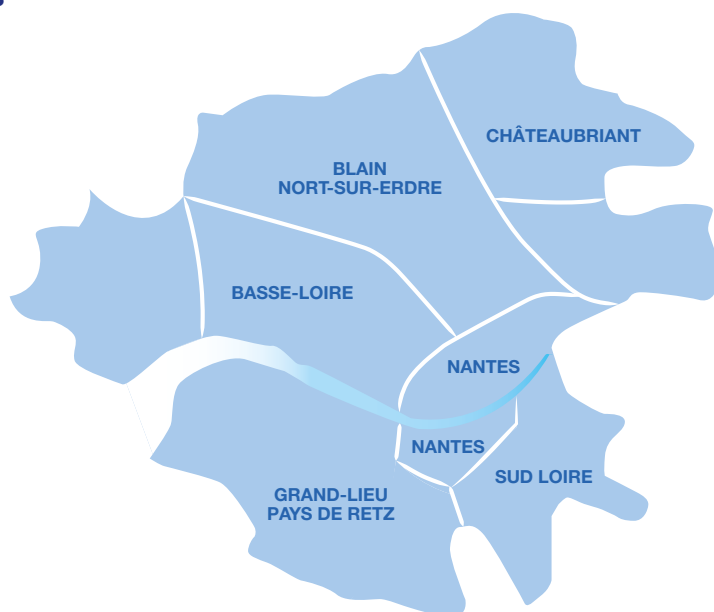 CHÂTEAUBRIANT
BLAIN
NORT-SUR-ERDRE
BASSE-LOIRE
NANTES
NANTES
SUD LOIRE
GRAND-LIEU
PAYS DE RETZ